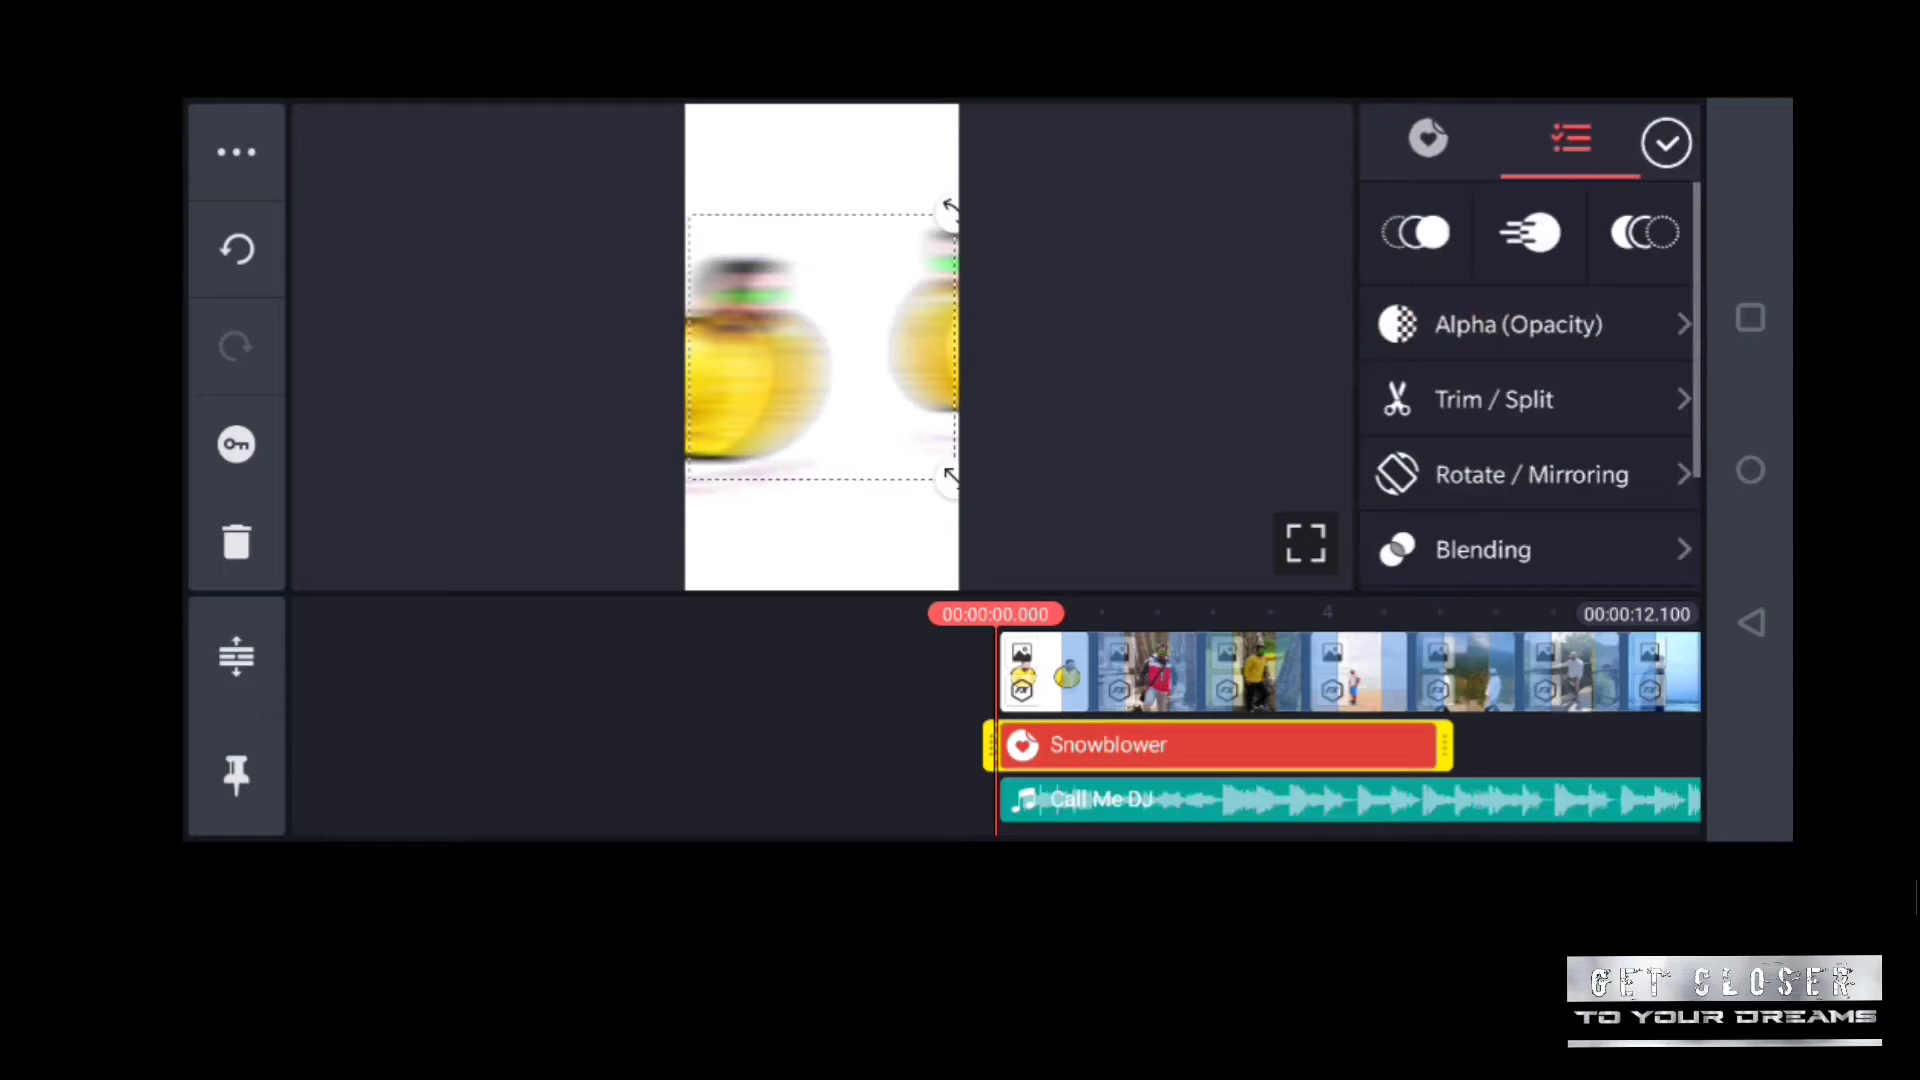 Alpha (Opacity)
Trim / Split
Rotate / Mirroring
Blending
00:00:00.000
4
00:00:12.100
Snowblower
Call Me DJ
GET CLOSER
TO YOUR DREAMS